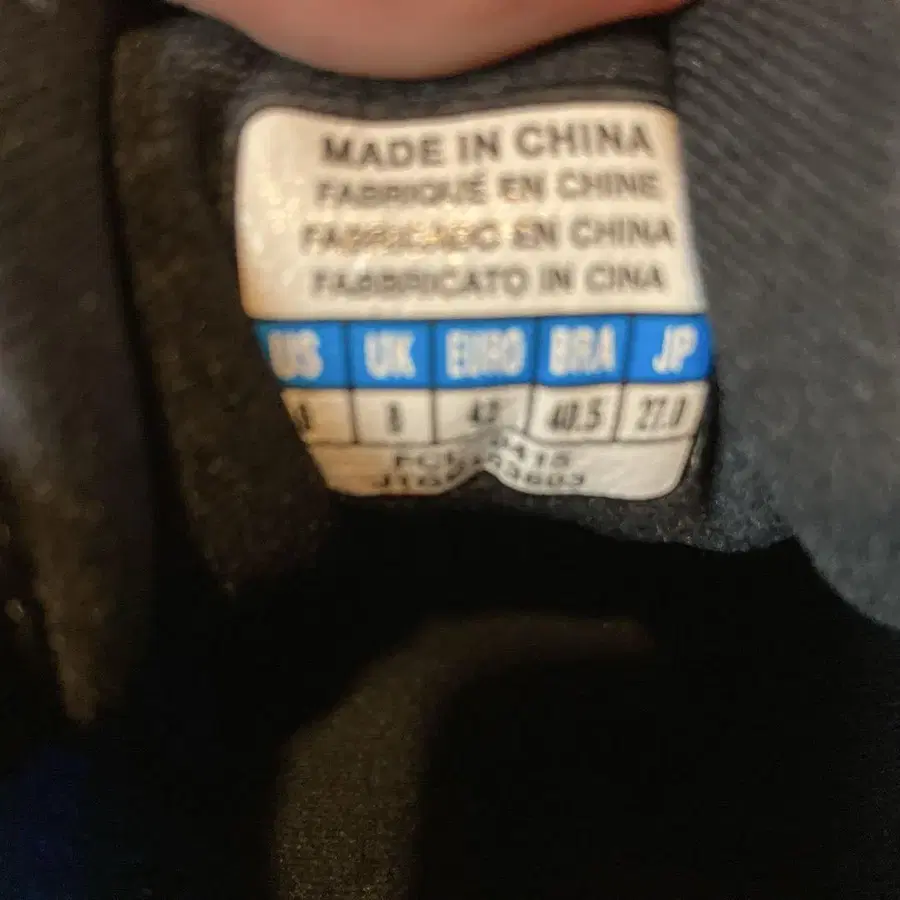 MADE IN CHINA
FABRIQUÉ EN CHINE
FABRICADO EN CHINA
FABBRICATO IN CINA
US UK EURO BRA JP
8 42 40.5 27.0